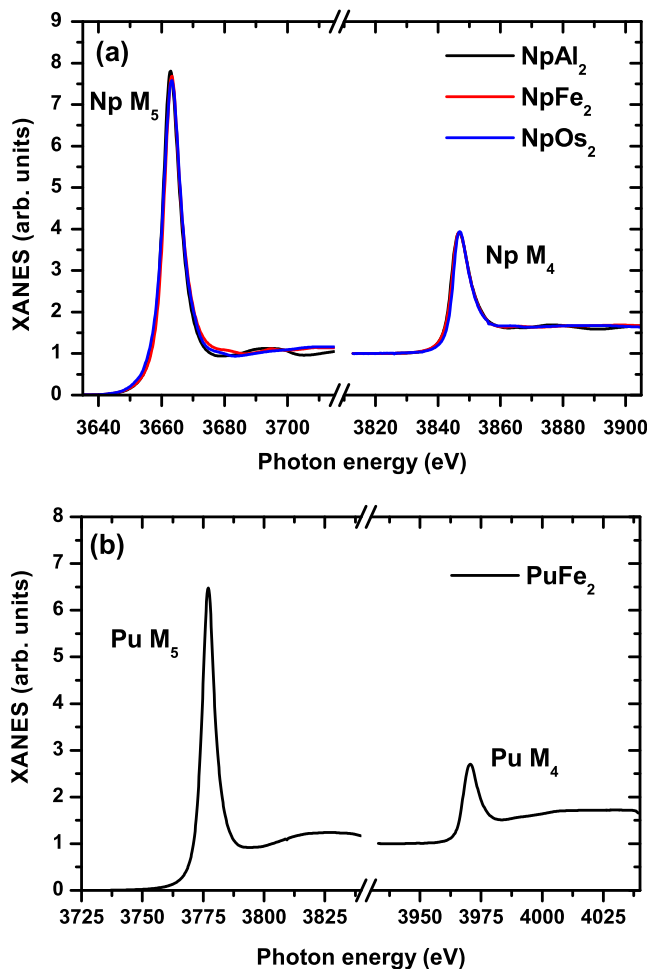 (a)
NpAl₂
NpFe₂
NpOs₂
Np M₅
Np M₄
XANES (arb. units)
9
8
7
6
5
4
3
2
1
0
3640 3660 3680 3700 3820 3840 3860 3880 3900
Photon energy (eV)
(b)
PuFe₂
Pu M₅
Pu M₄
XANES (arb. units)
8
7
6
5
4
3
2
1
0
3725 3750 3775 3800 3825 3950 3975 4000 4025
Photon energy (eV)